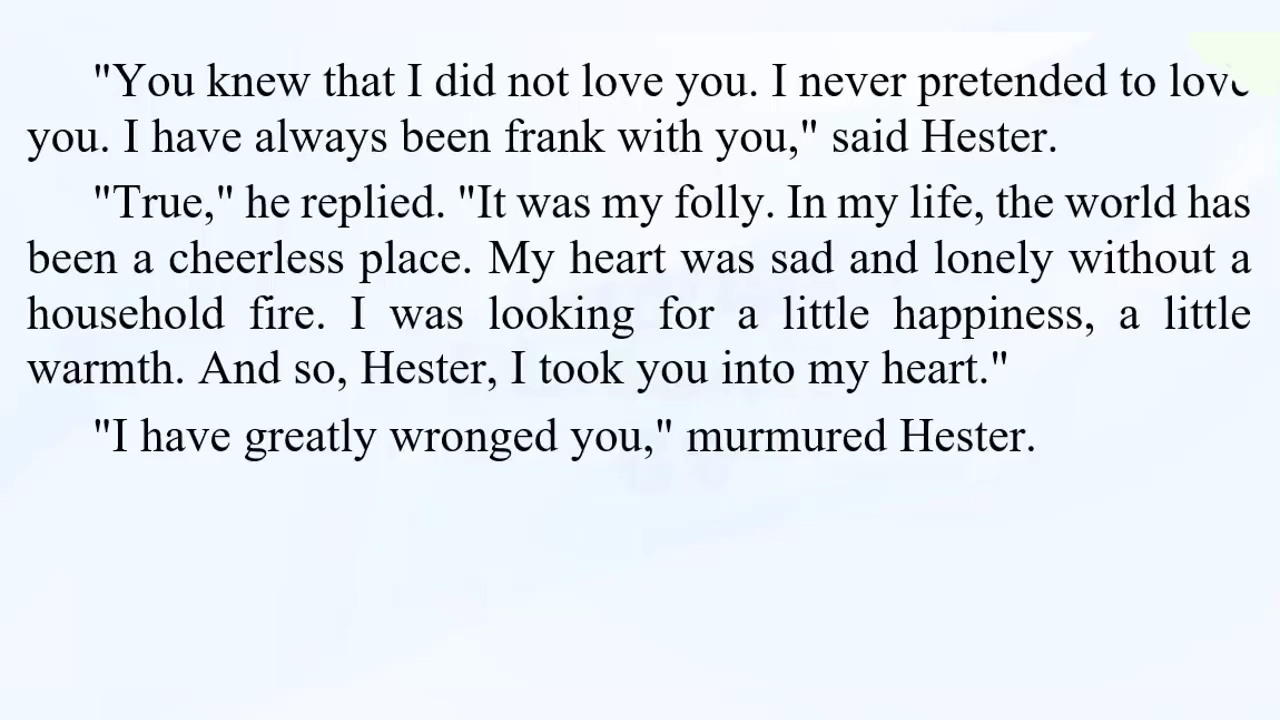 "You knew that I did not love you. I never pretended to love
you. I have always been frank with you," said Hester.
"True," he replied. "It was my folly. In my life, the world has
been a cheerless place. My heart was sad and lonely without a
household fire. I was looking for a little happiness, a little
warmth. And so, Hester, I took you into my heart."
"I have greatly wronged you," murmured Hester.